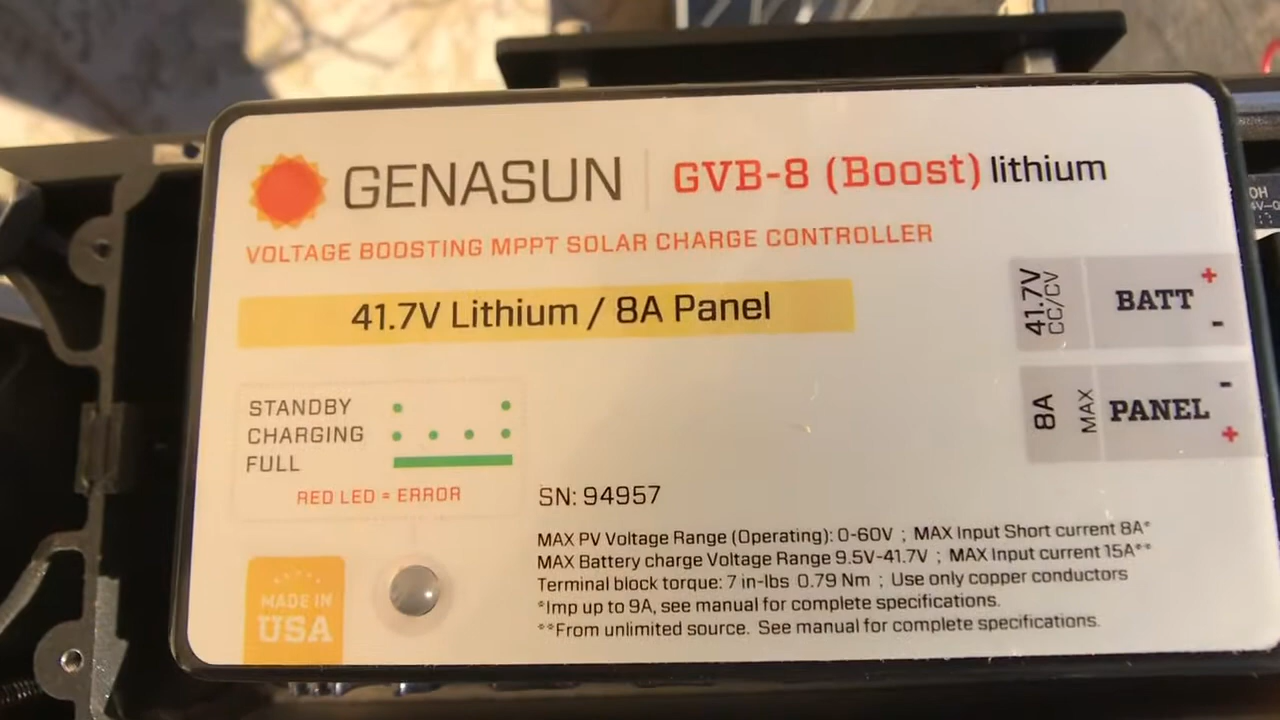 GENASUN GVB-8 (Boost) lithium
VOLTAGE BOOSTING MPPT SOLAR CHARGE CONTROLLER
41.7V Lithium / 8A Panel
41.7V CC/CV BATT + -
8A MAX PANEL - +
STANDBY
CHARGING
FULL
RED LED = ERROR
SN: 94957
MAX PV Voltage Range (Operating): 0-60V ; MAX Input Short current 8A*
MAX Battery charge Voltage Range 9.5V-41.7V ; MAX Input current 15A**
Terminal block torque: 7 in-lbs 0.79 Nm ; Use only copper conductors
*Imp up to 9A, see manual for complete specifications.
**From unlimited source. See manual for complete specifications.
MADE IN
USA